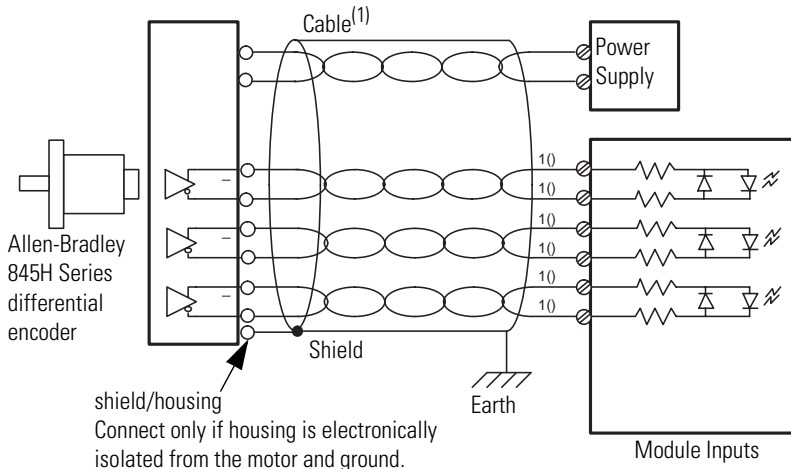 Cable(1)
Power
Supply
1()
1()
1()
1()
1()
1()
Allen-Bradley
845H Series
differential
encoder
Shield
Earth
shield/housing
Connect only if housing is electronically
isolated from the motor and ground.
Module Inputs